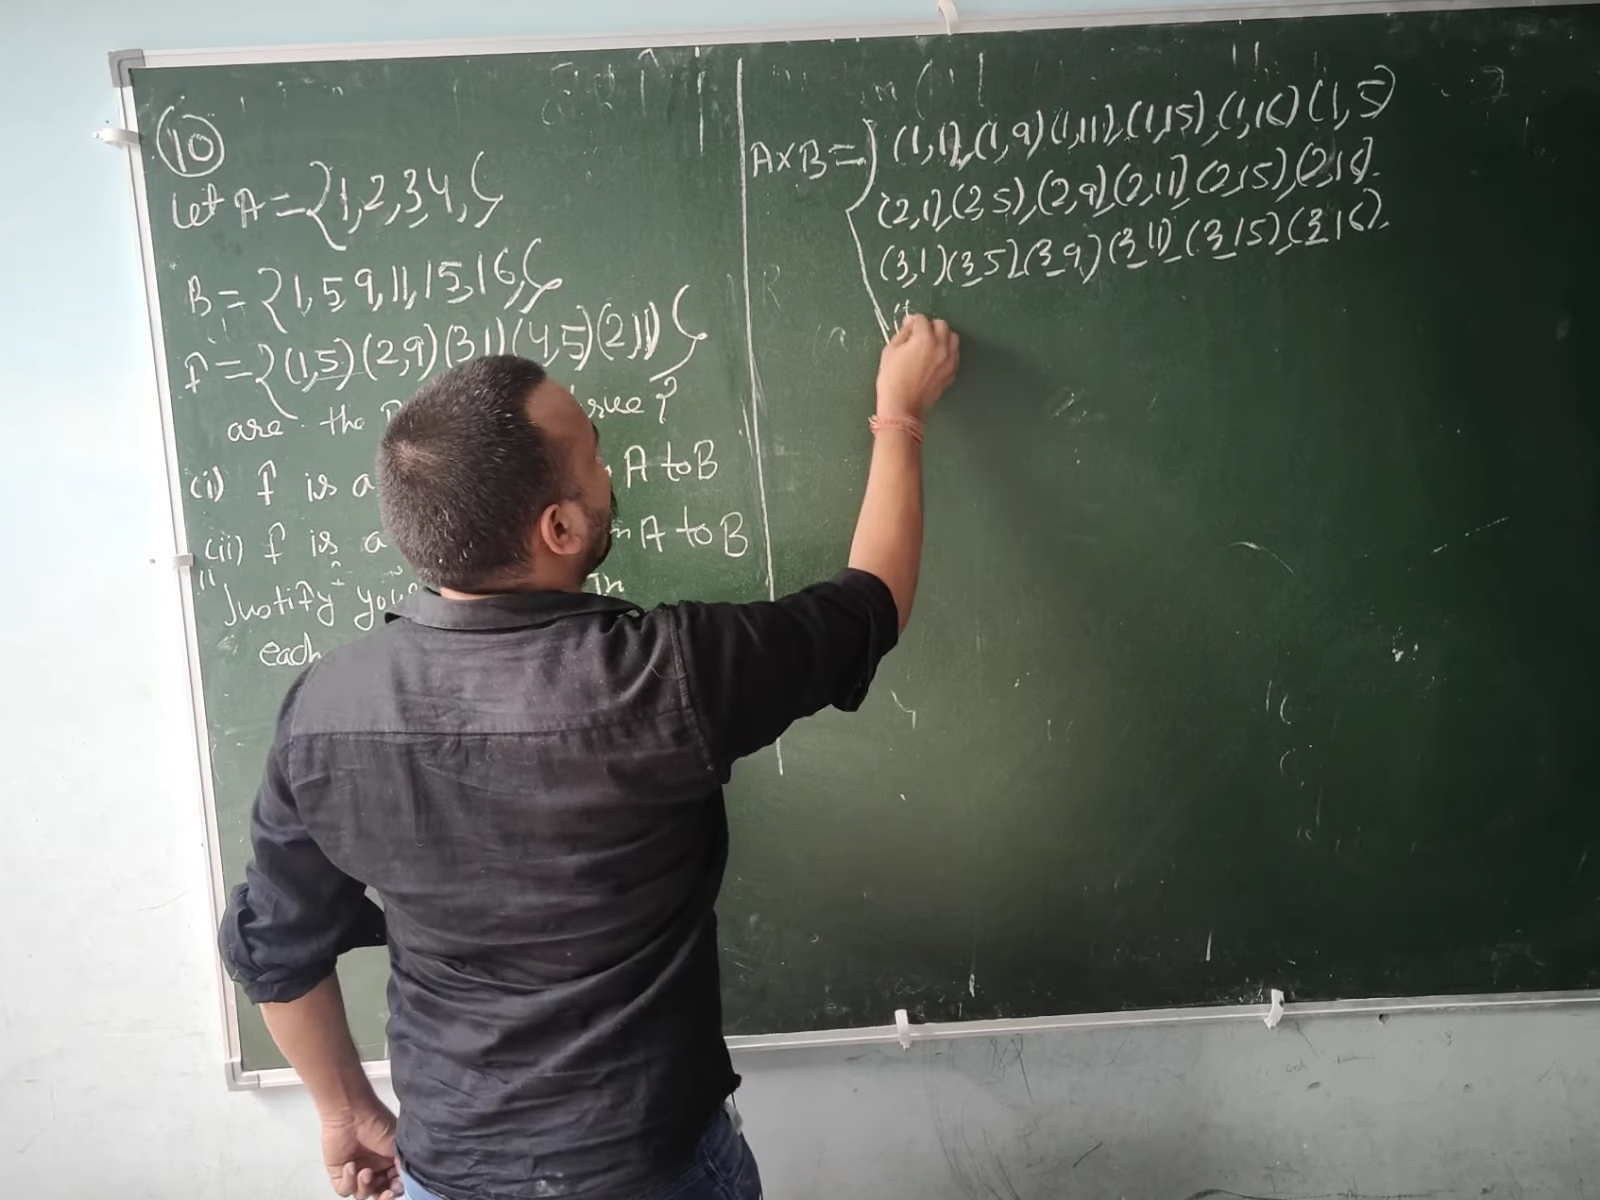 10
Let A = {1, 2, 3 4, }
B = {1, 5 9, 11, 15, 16, }
f = {(1,5) (2,9) (3 1) (4,5) (2,11)}
are the true?
(i) f is a A to B
(ii) f is a A to B
Justify in
each
A×B = { (1,1), (1,9) (1,11), (1,15), (1,16) (1,5)
(2,1), (2,5), (2,9), (2,11) (2,15), (2,16).
(3,1) (3,5) (3,9) (3,11) (3,15), (3,16).